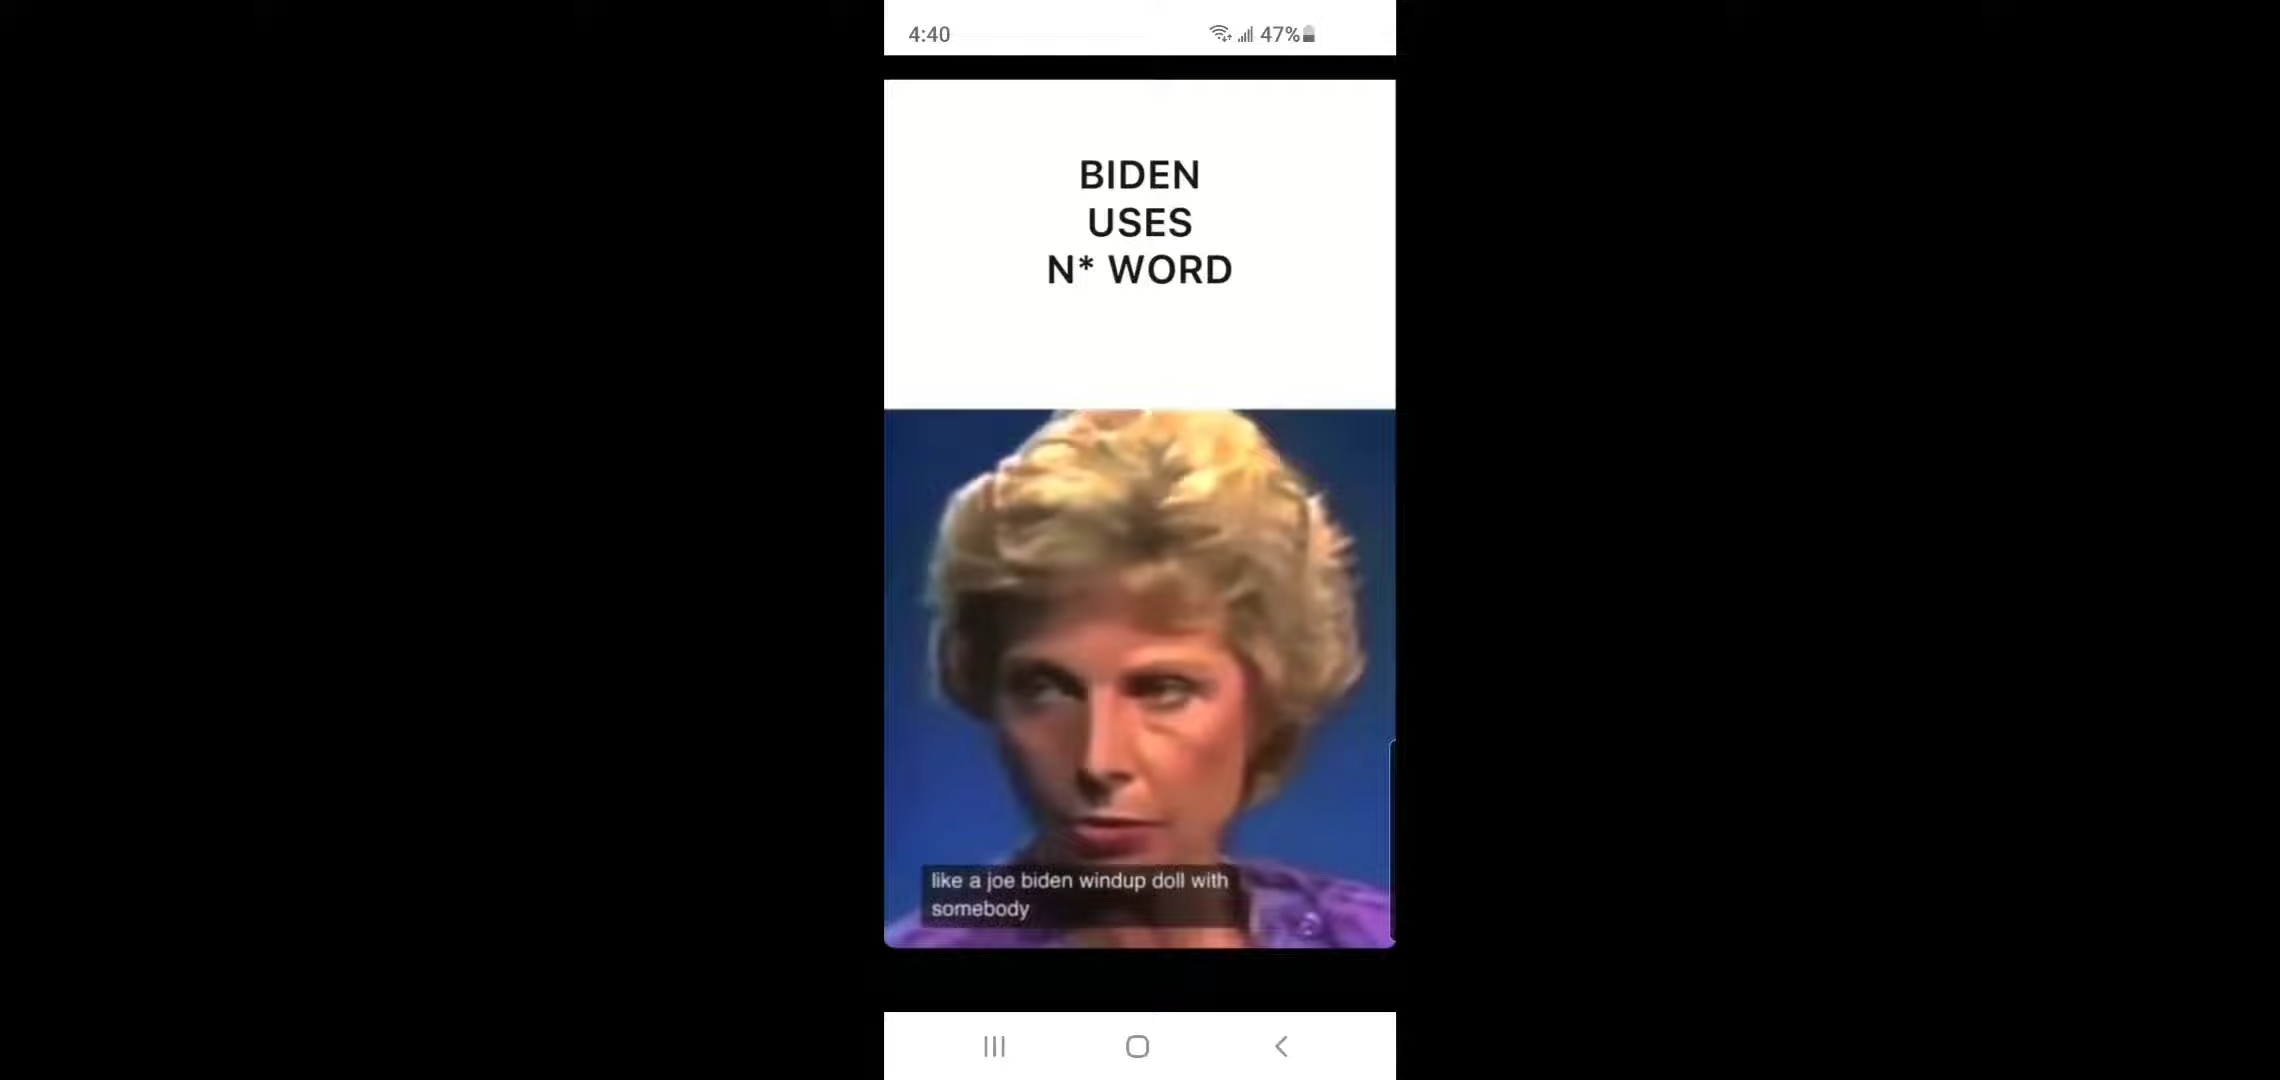 4:40
47%
BIDEN
USES
N* WORD
like a joe biden windup doll with
somebody